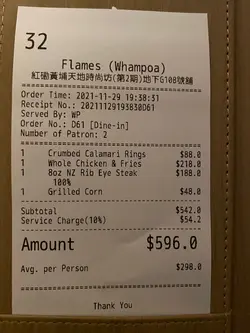 32
Flames (Whampoa)
紅磡黃埔天地時尚坊(第2期)地下G10B號舖
Order Time: 2021-11-29 19:38:31
Receipt No.: 20211129193830D61
Served By: WP
Order No.: D61 [Dine-in]
Number of Patron: 2
1 Crumbed Calamari Rings $88.0
1 Whole Chicken & Fries $218.0
1 8oz NZ Rib Eye Steak $188.0
100%
1 Grilled Corn $48.0
Subtotal $542.0
Service Charge(10%) $54.2
Amount $596.0
Avg. per Person $298.0
Thank You